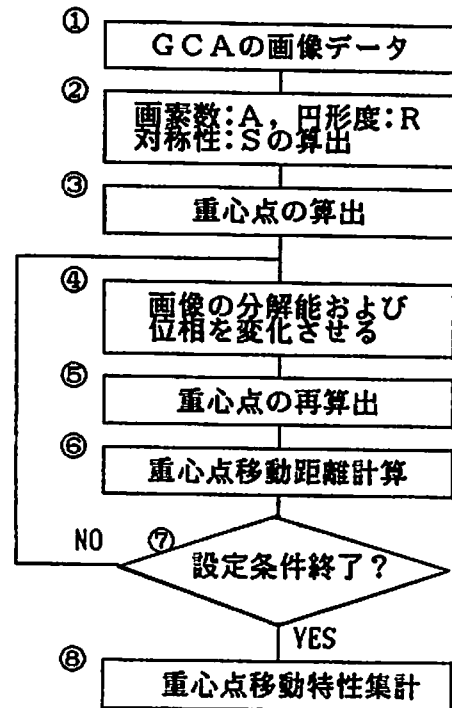 ①
GCAの画像データ
②
画素数:A, 円形度:R
対称性:Sの算出
③
重心点の算出
④
画像の分解能および
位相を変化させる
⑤
重心点の再算出
⑥
重心点移動距離計算
NO
⑦
設定条件終了?
YES
⑧
重心点移動特性集計